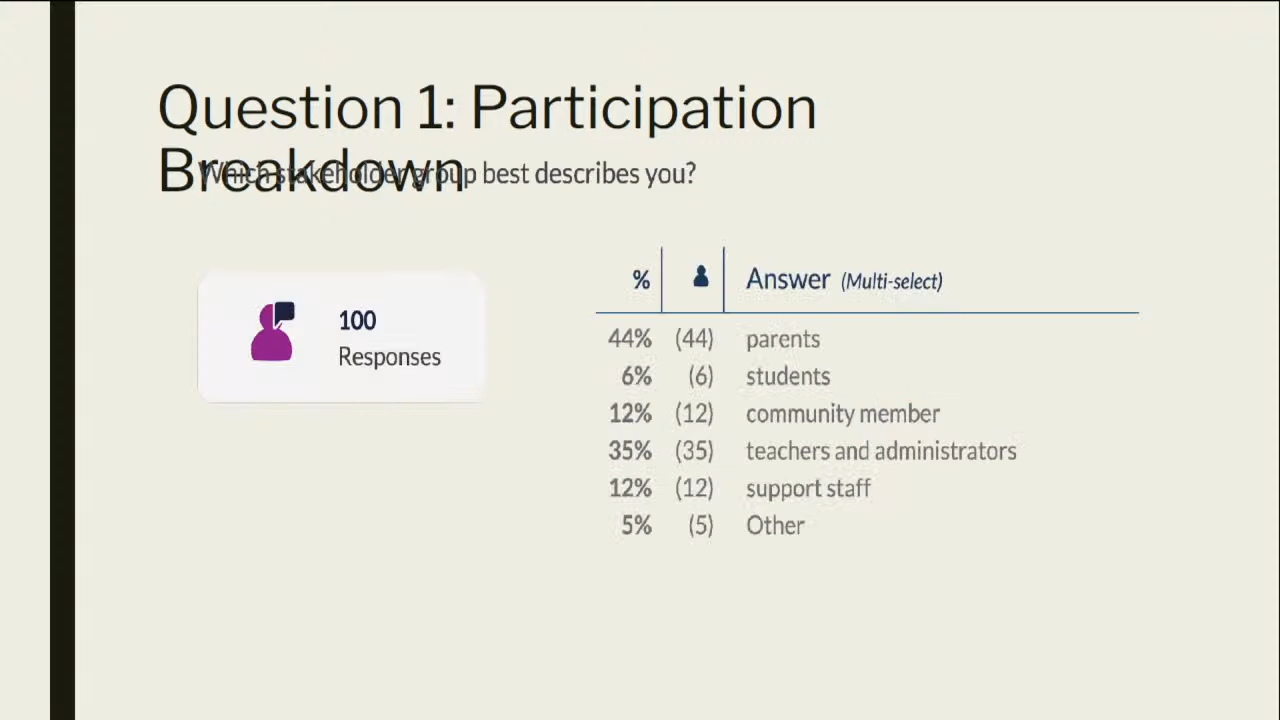 Question 1: Participation
Breakdown
Which stakeholder group best describes you?
100
Responses
% Answer (Multi-select)
44% (44) parents
6% (6) students
12% (12) community member
35% (35) teachers and administrators
12% (12) support staff
5% (5) Other